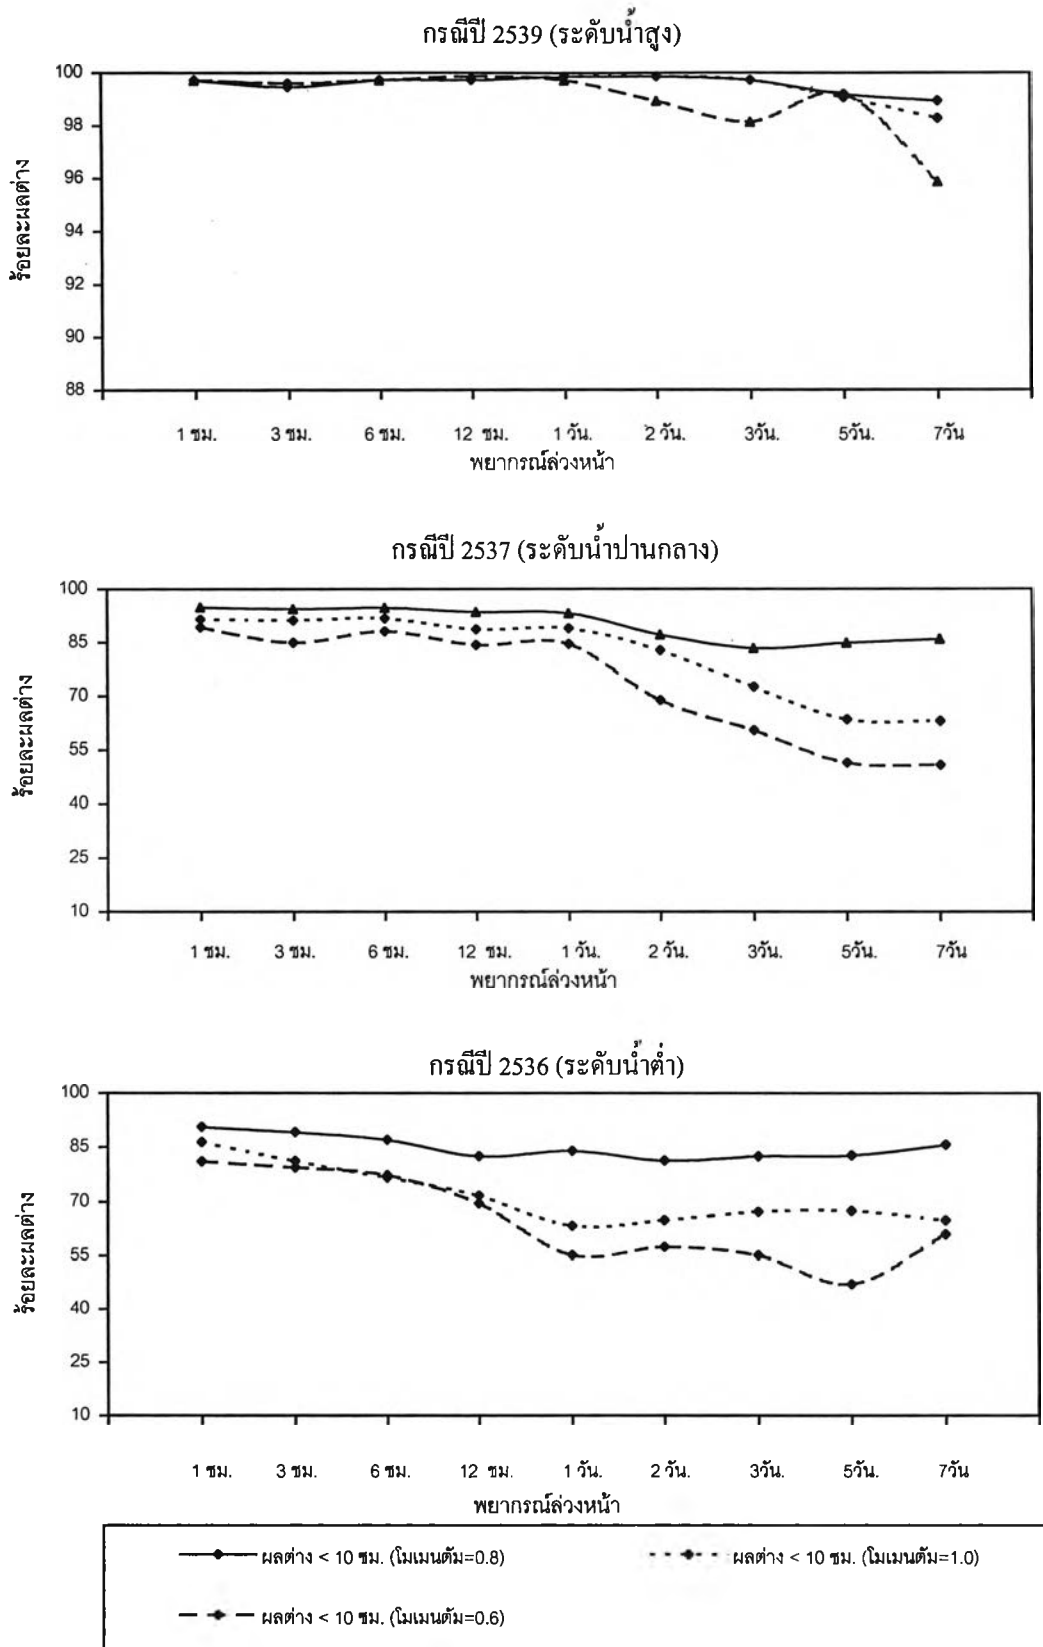 กรณีปี 2539 (ระดับน้ำสูง)
100
98
96
94
92
90
88
ร้อยละผลต่าง
1 ชม. 3 ชม. 6 ชม. 12 ชม. 1 วัน. 2 วัน. 3วัน. 5วัน. 7วัน
พยากรณ์ล่วงหน้า
กรณีปี 2537 (ระดับน้ำปานกลาง)
100
85
70
55
40
25
10
ร้อยละผลต่าง
1 ชม. 3 ชม. 6 ชม. 12 ชม. 1 วัน. 2 วัน. 3วัน. 5วัน. 7วัน
พยากรณ์ล่วงหน้า
กรณีปี 2536 (ระดับน้ำต่ำ)
100
85
70
55
40
25
10
ร้อยละผลต่าง
1 ชม. 3 ชม. 6 ชม. 12 ชม. 1 วัน. 2 วัน. 3วัน. 5วัน. 7วัน
พยากรณ์ล่วงหน้า
ผลต่าง < 10 ซม. (โมเมนตัม=0.8) ผลต่าง < 10 ซม. (โมเมนตัม=1.0)
ผลต่าง < 10 ซม. (โมเมนตัม=0.6)